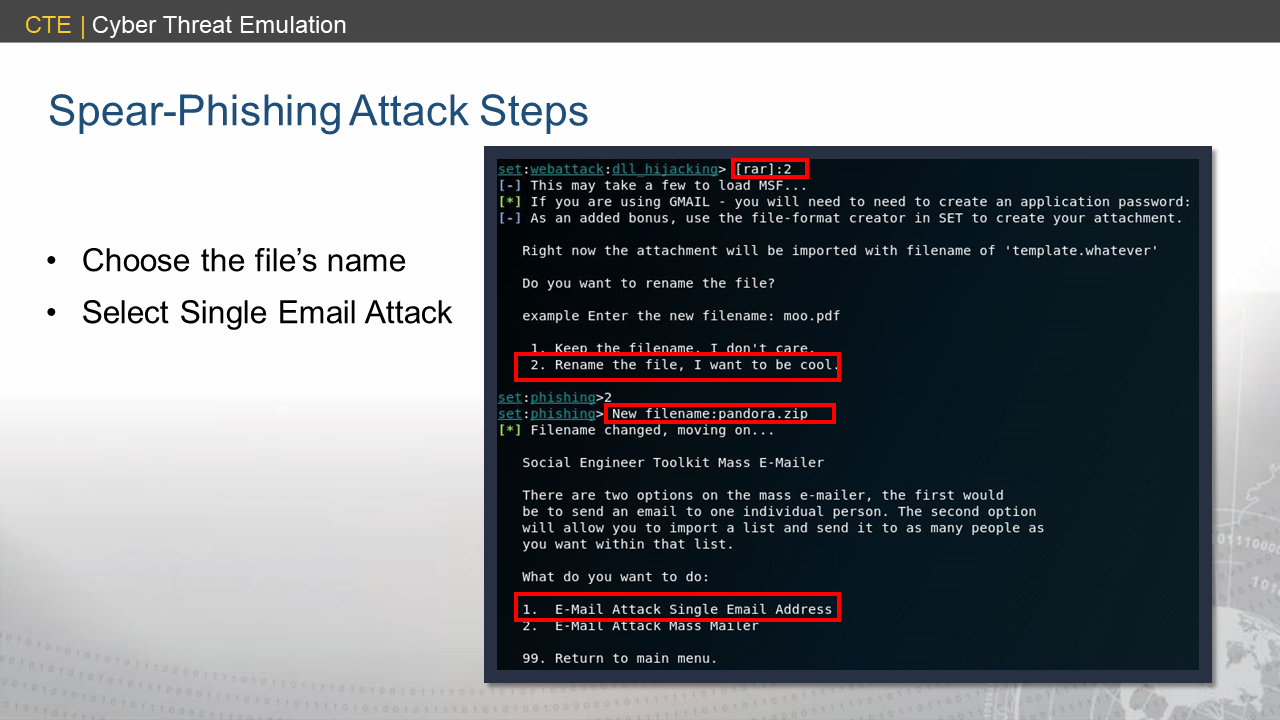 CTE | Cyber Threat Emulation
Spear-Phishing Attack Steps
• Choose the file’s name
• Select Single Email Attack
set:webattack:dll_hijacking> [rar]:2
[-] This may take a few to load MSF...
[*] If you are using GMAIL - you will need to need to create an application password:
[-] As an added bonus, use the file-format creator in SET to create your attachment.
Right now the attachment will be imported with filename of 'template.whatever'
Do you want to rename the file?
example Enter the new filename: moo.pdf
1. Keep the filename, I don't care.
2. Rename the file, I want to be cool.
set:phishing>2
set:phishing> New filename:pandora.zip
[*] Filename changed, moving on...
Social Engineer Toolkit Mass E-Mailer
There are two options on the mass e-mailer, the first would
be to send an email to one individual person. The second option
will allow you to import a list and send it to as many people as
you want within that list.
What do you want to do:
1. E-Mail Attack Single Email Address
2. E-Mail Attack Mass Mailer
99. Return to main menu.